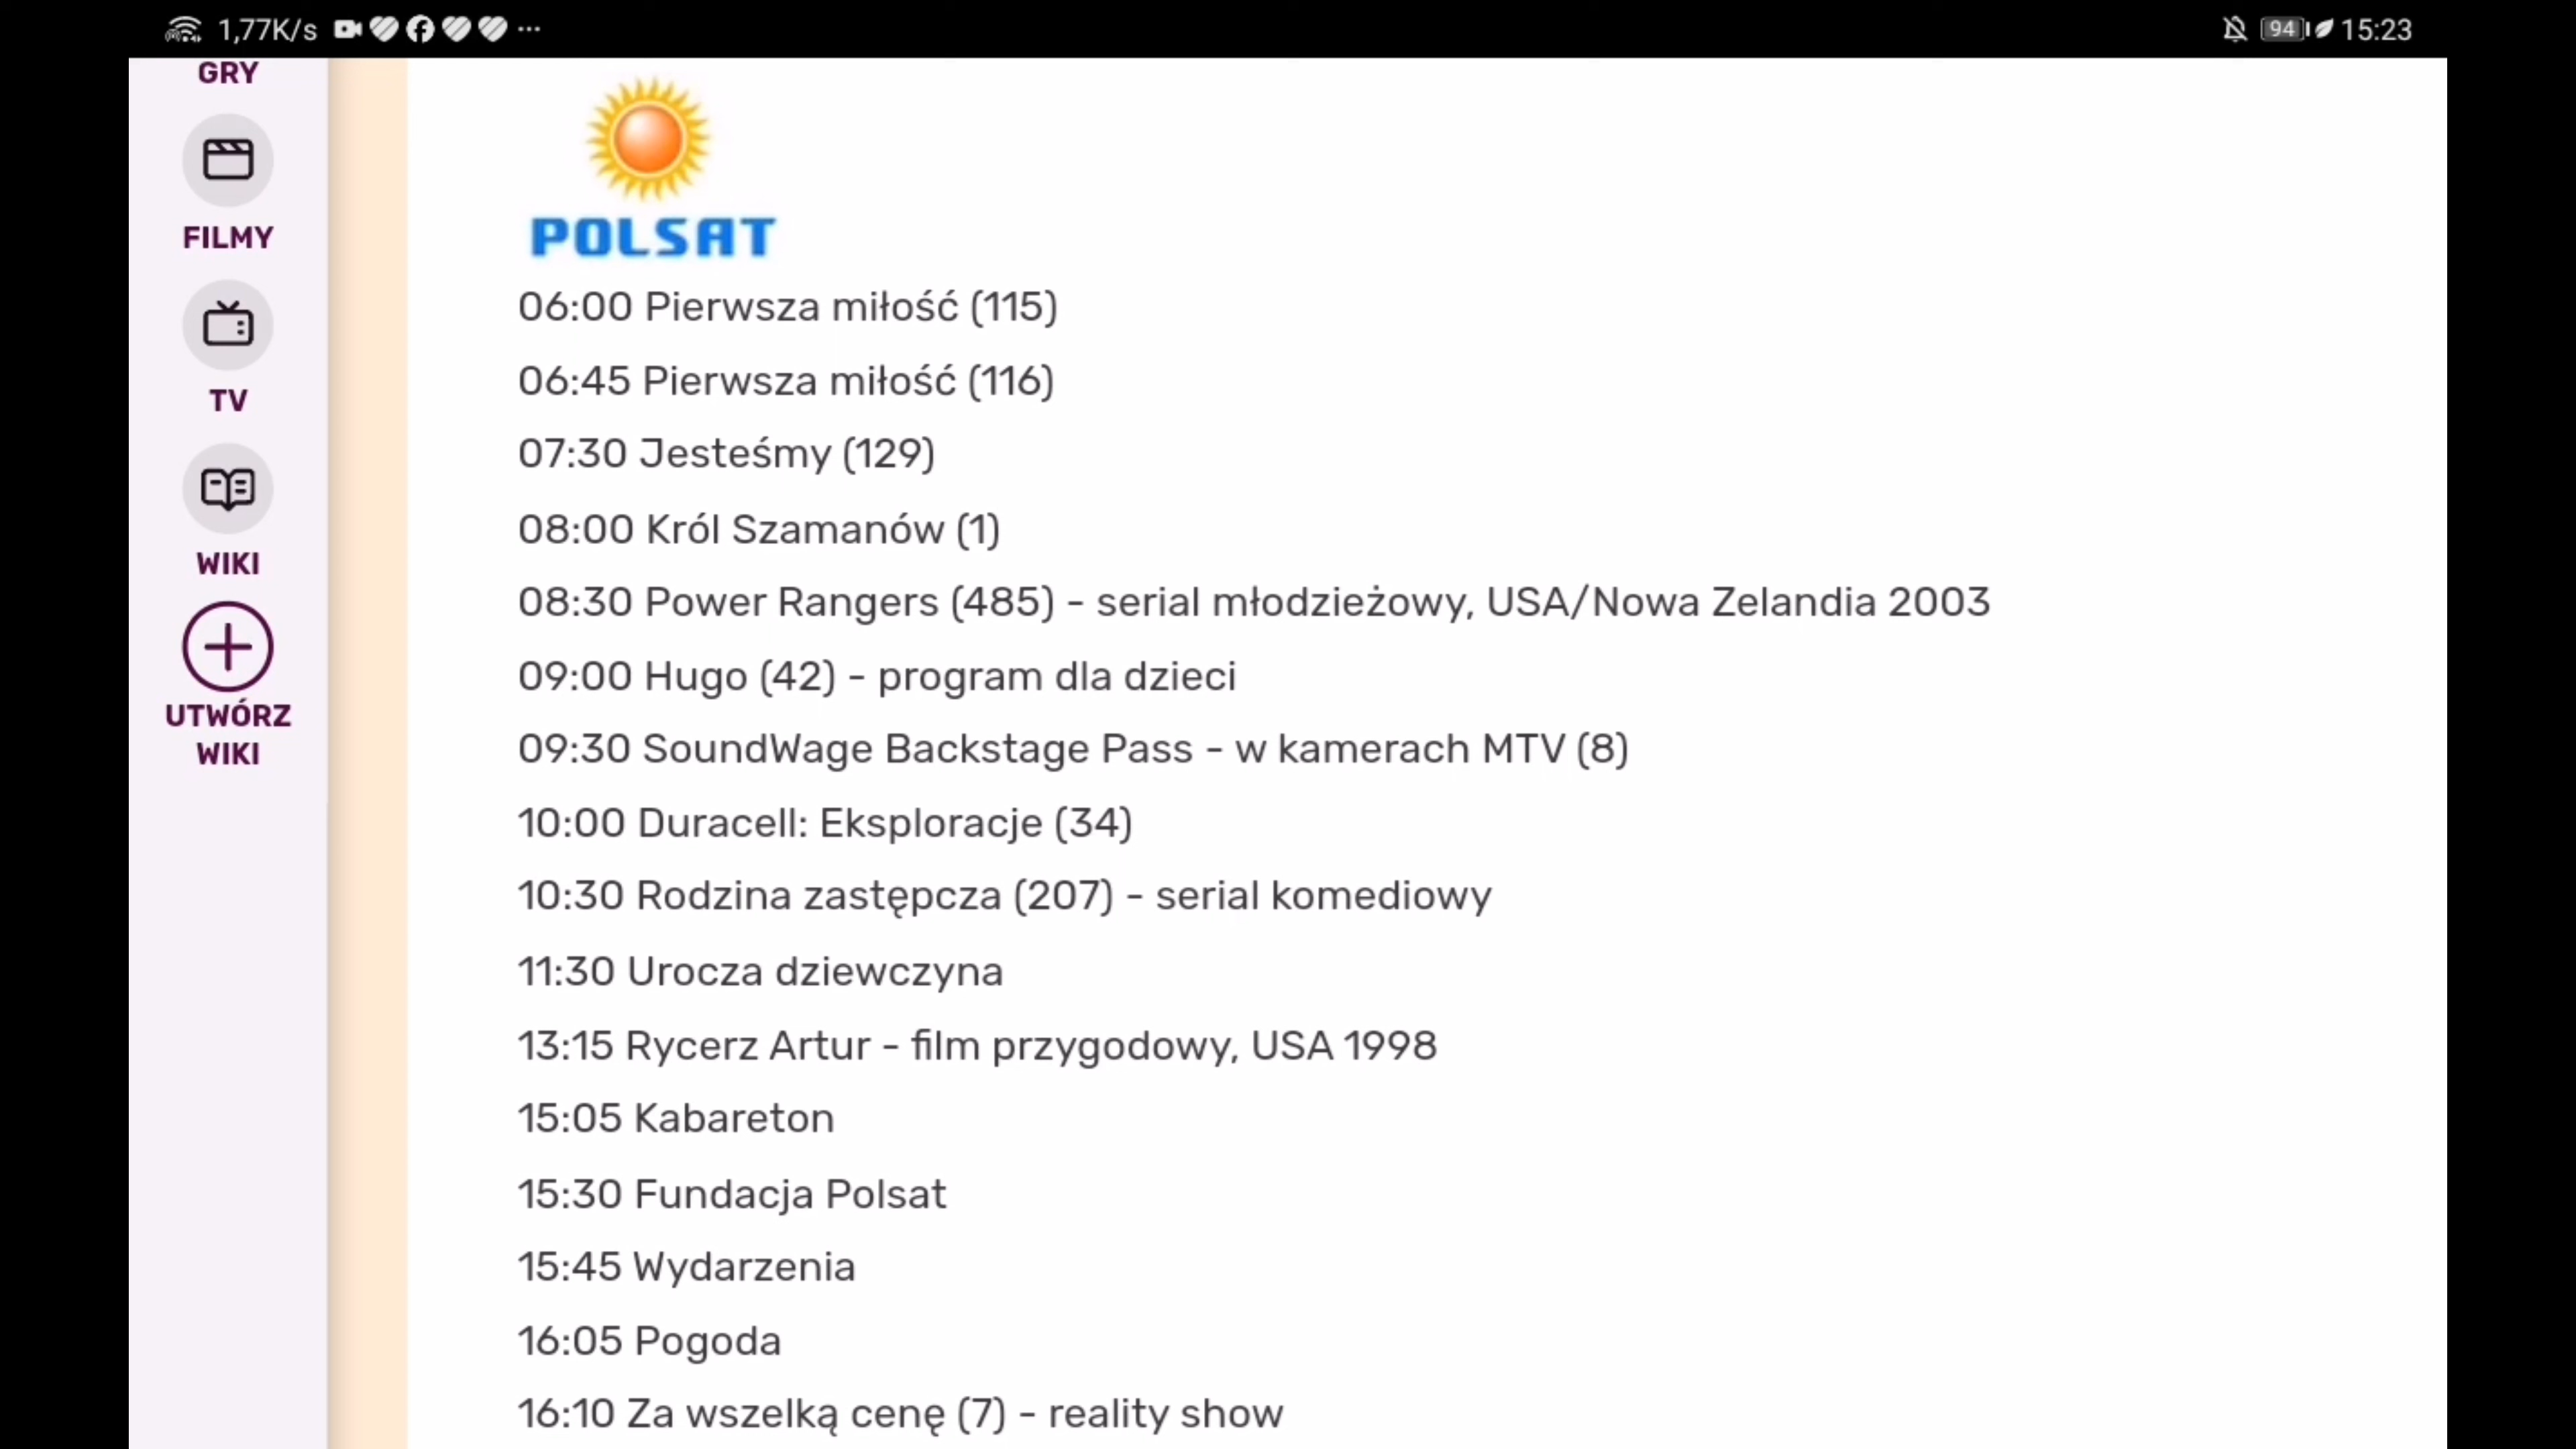 1,77K/s
94 15:23
GRY
FILMY
TV
WIKI
UTWÓRZ
WIKI
POLSAT
06:00 Pierwsza miłość (115)
06:45 Pierwsza miłość (116)
07:30 Jesteśmy (129)
08:00 Król Szamanów (1)
08:30 Power Rangers (485) - serial młodzieżowy, USA/Nowa Zelandia 2003
09:00 Hugo (42) - program dla dzieci
09:30 SoundWage Backstage Pass - w kamerach MTV (8)
10:00 Duracell: Eksploracje (34)
10:30 Rodzina zastępcza (207) - serial komediowy
11:30 Urocza dziewczyna
13:15 Rycerz Artur - film przygodowy, USA 1998
15:05 Kabareton
15:30 Fundacja Polsat
15:45 Wydarzenia
16:05 Pogoda
16:10 Za wszelką cenę (7) - reality show